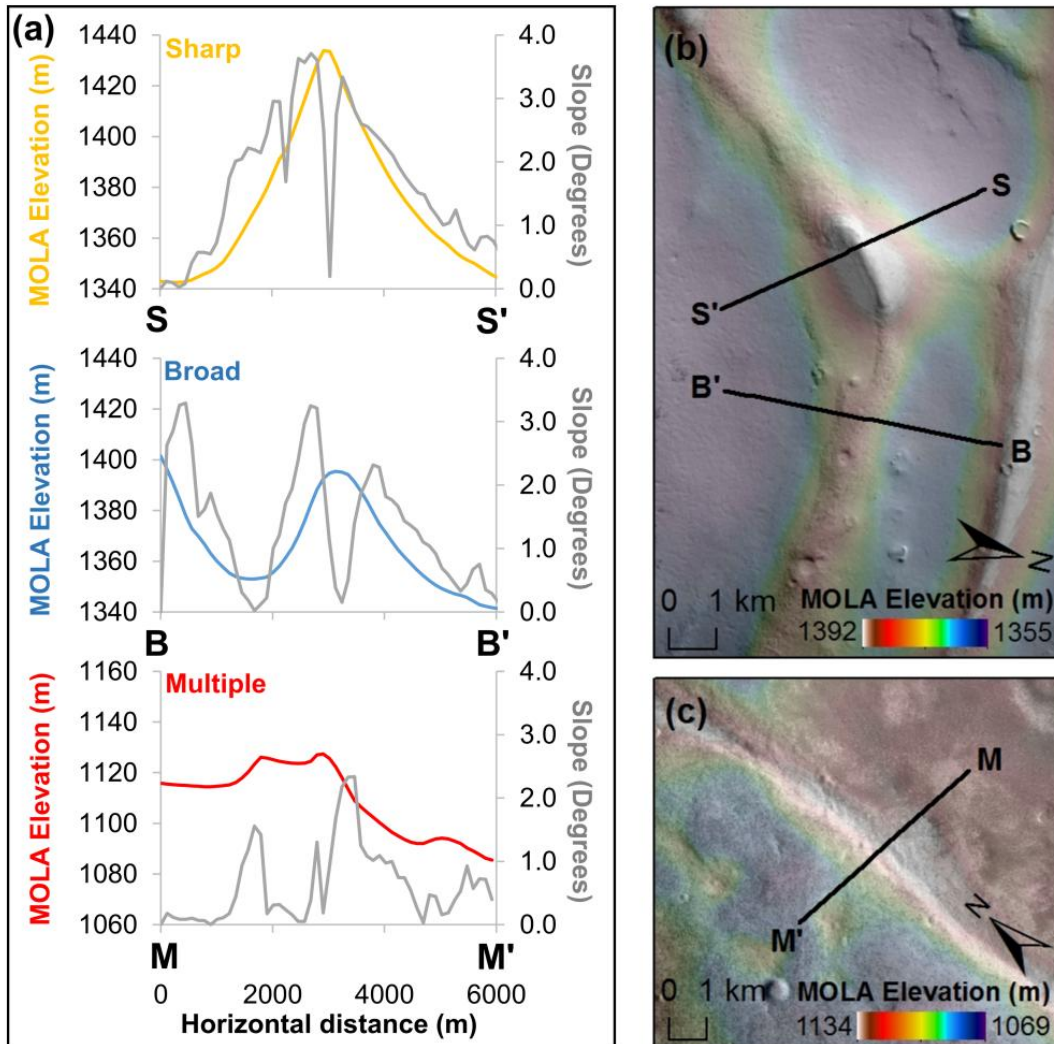 (a)
Sharp
MOLA Elevation (m)
1440
1420
1400
1380
1360
1340
4.0
3.0
2.0
1.0
0.0
Slope (Degrees)
S S'
Broad
MOLA Elevation (m)
1440
1420
1400
1380
1360
1340
4.0
3.0
2.0
1.0
0.0
Slope (Degrees)
B B'
Multiple
MOLA Elevation (m)
1160
1140
1120
1100
1080
1060
4.0
3.0
2.0
1.0
0.0
Slope (Degrees)
M M'
0 2000 4000 6000
Horizontal distance (m)
(b)
S
S'
B'
B
N
0 1 km
MOLA Elevation (m)
1392 1355
(c)
M
M'
N
0 1 km
MOLA Elevation (m)
1134 1069